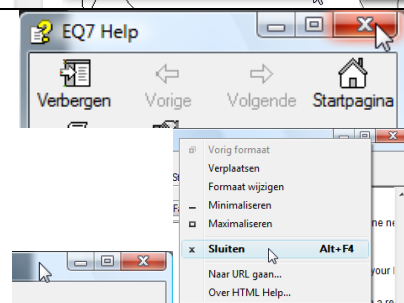 EQ7 Help
Verbergen Vorige Volgende Startpagina
Vorig formaat
Verplaatsen
Formaat wijzigen
Minimaliseren
Maximaliseren
Sluiten Alt+F4
Naar URL gaan...
Over HTML Help...